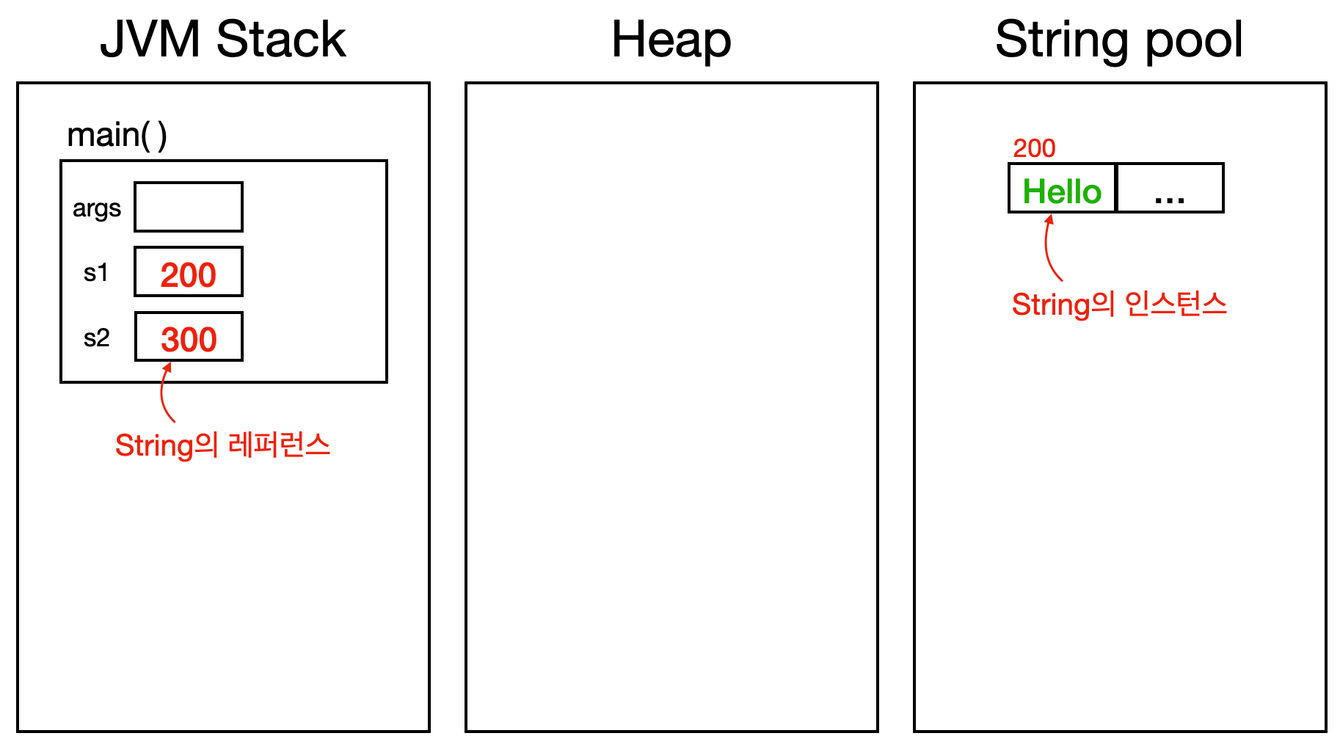 JVM Stack
main( )
args
s1
200
s2
300
String의 레퍼런스
Heap
String pool
200
Hello
...
String의 인스턴스